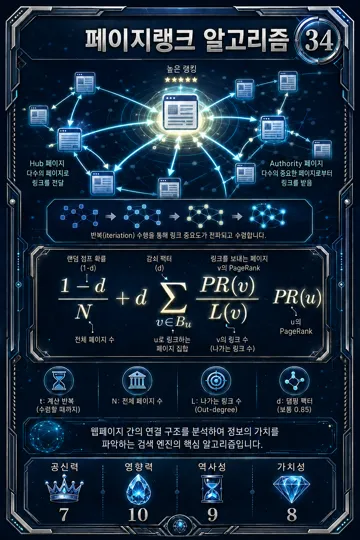 페이지랭크 알고리즘
34
높은 랭킹
Hub 페이지
다수의 페이지로
링크를 전달
Authority 페이지
다수의 중요한 페이지로부터
링크를 받음
반복(iteriation) 수행을 통해 링크 중요도가 전파되고 수렴합니다.
랜덤 점프 확률
(1-d)
감쇠 팩터
(d)
링크를 보내는 페이지
v의 PageRank
1 − d
N
+ d
∑
v∈Bu
PR(v)
L(v)
PR(u)
전체 페이지 수
u로 링크하는
페이지 집합
v의 링크 수
(나가는 링크 수)
u의
PageRank
t: 계산 반복
(수렴할 때까지)
N: 전체 페이지 수
L: 나가는 링크 수
(Out-degree)
d: 댐핑 팩터
(보통 0.85)
웹페이지 간의 연결 구조를 분석하여 정보의 가치를
파악하는 검색 엔진의 핵심 알고리즘입니다.
공신력
영향력
역사성
가치성
7
10
9
8